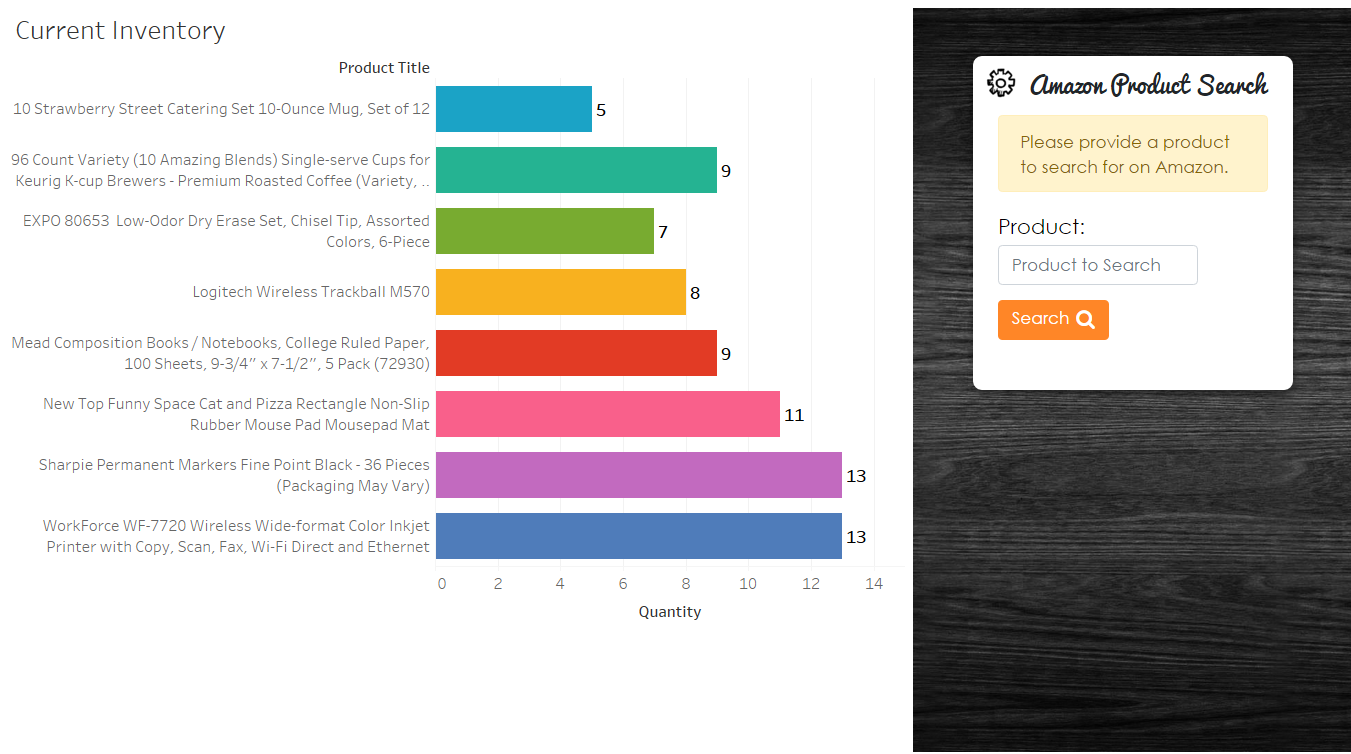 Current Inventory
Product Title
10 Strawberry Street Catering Set 10-Ounce Mug, Set of 12
5
96 Count Variety (10 Amazing Blends) Single-serve Cups for
Keurig K-cup Brewers - Premium Roasted Coffee (Variety, ..
9
EXPO 80653  Low-Odor Dry Erase Set, Chisel Tip, Assorted
Colors, 6-Piece
7
Logitech Wireless Trackball M570
8
Mead Composition Books / Notebooks, College Ruled Paper,
100 Sheets, 9-3/4” x 7-1/2”, 5 Pack (72930)
9
New Top Funny Space Cat and Pizza Rectangle Non-Slip
Rubber Mouse Pad Mousepad Mat
11
Sharpie Permanent Markers Fine Point Black - 36 Pieces
(Packaging May Vary)
13
WorkForce WF-7720 Wireless Wide-format Color Inkjet
Printer with Copy, Scan, Fax, Wi-Fi Direct and Ethernet
13
0 2 4 6 8 10 12 14
Quantity
Amazon Product Search
Please provide a product
to search for on Amazon.
Product:
Product to Search
Search